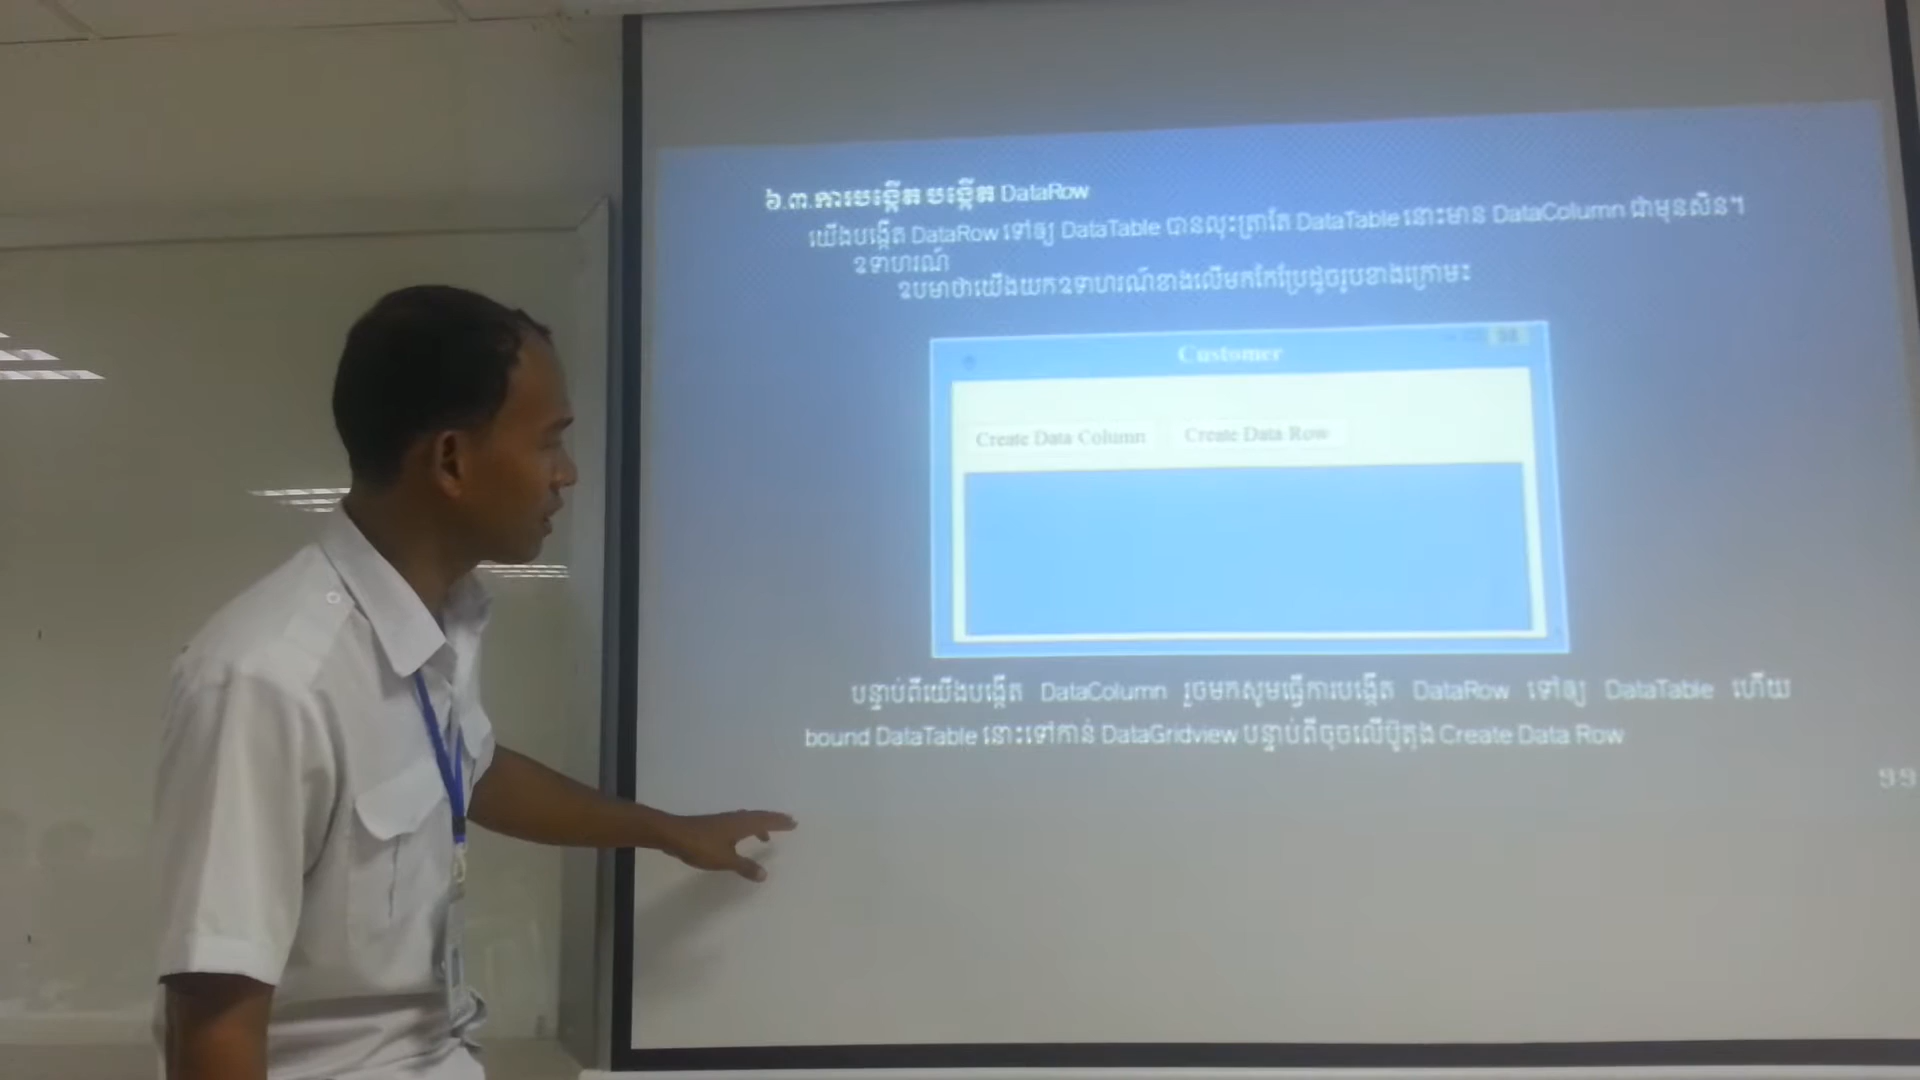 ៦.៣.ការបង្កើត បង្កើត DataRow
យើងបង្កើត DataRow ទៅឲ្យ DataTable បានលុះត្រាតែ DataTable នោះមាន DataColumn ជាមុនសិន។
ឧទាហរណ៍
ឧបមាថាយើងយកឧទាហរណ៍ខាងលើមកកែប្រែដូចរូបខាងក្រោមៈ
Customer
Create Data Column Create Data Row
បន្ទាប់ពីយើងបង្កើត DataColumn រួចមកសូមធ្វើការបង្កើត DataRow ទៅឲ្យ DataTable ហើយ
bound DataTable នោះទៅកាន់ DataGridview បន្ទាប់ពីចុចលើប៊ូតុង Create Data Row
១១